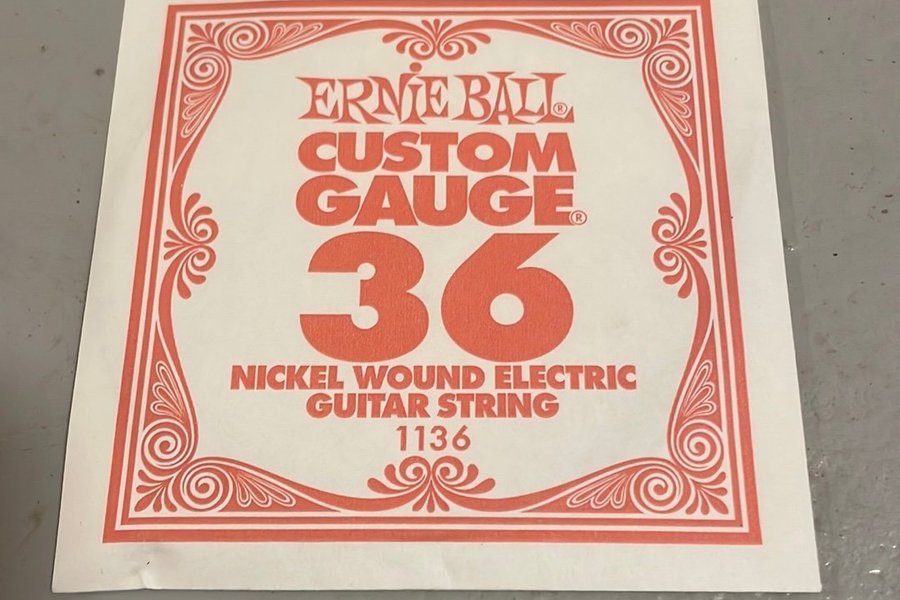 ERNIE BALL®
CUSTOM
GAUGE®
36
NICKEL WOUND ELECTRIC
GUITAR STRING
1136